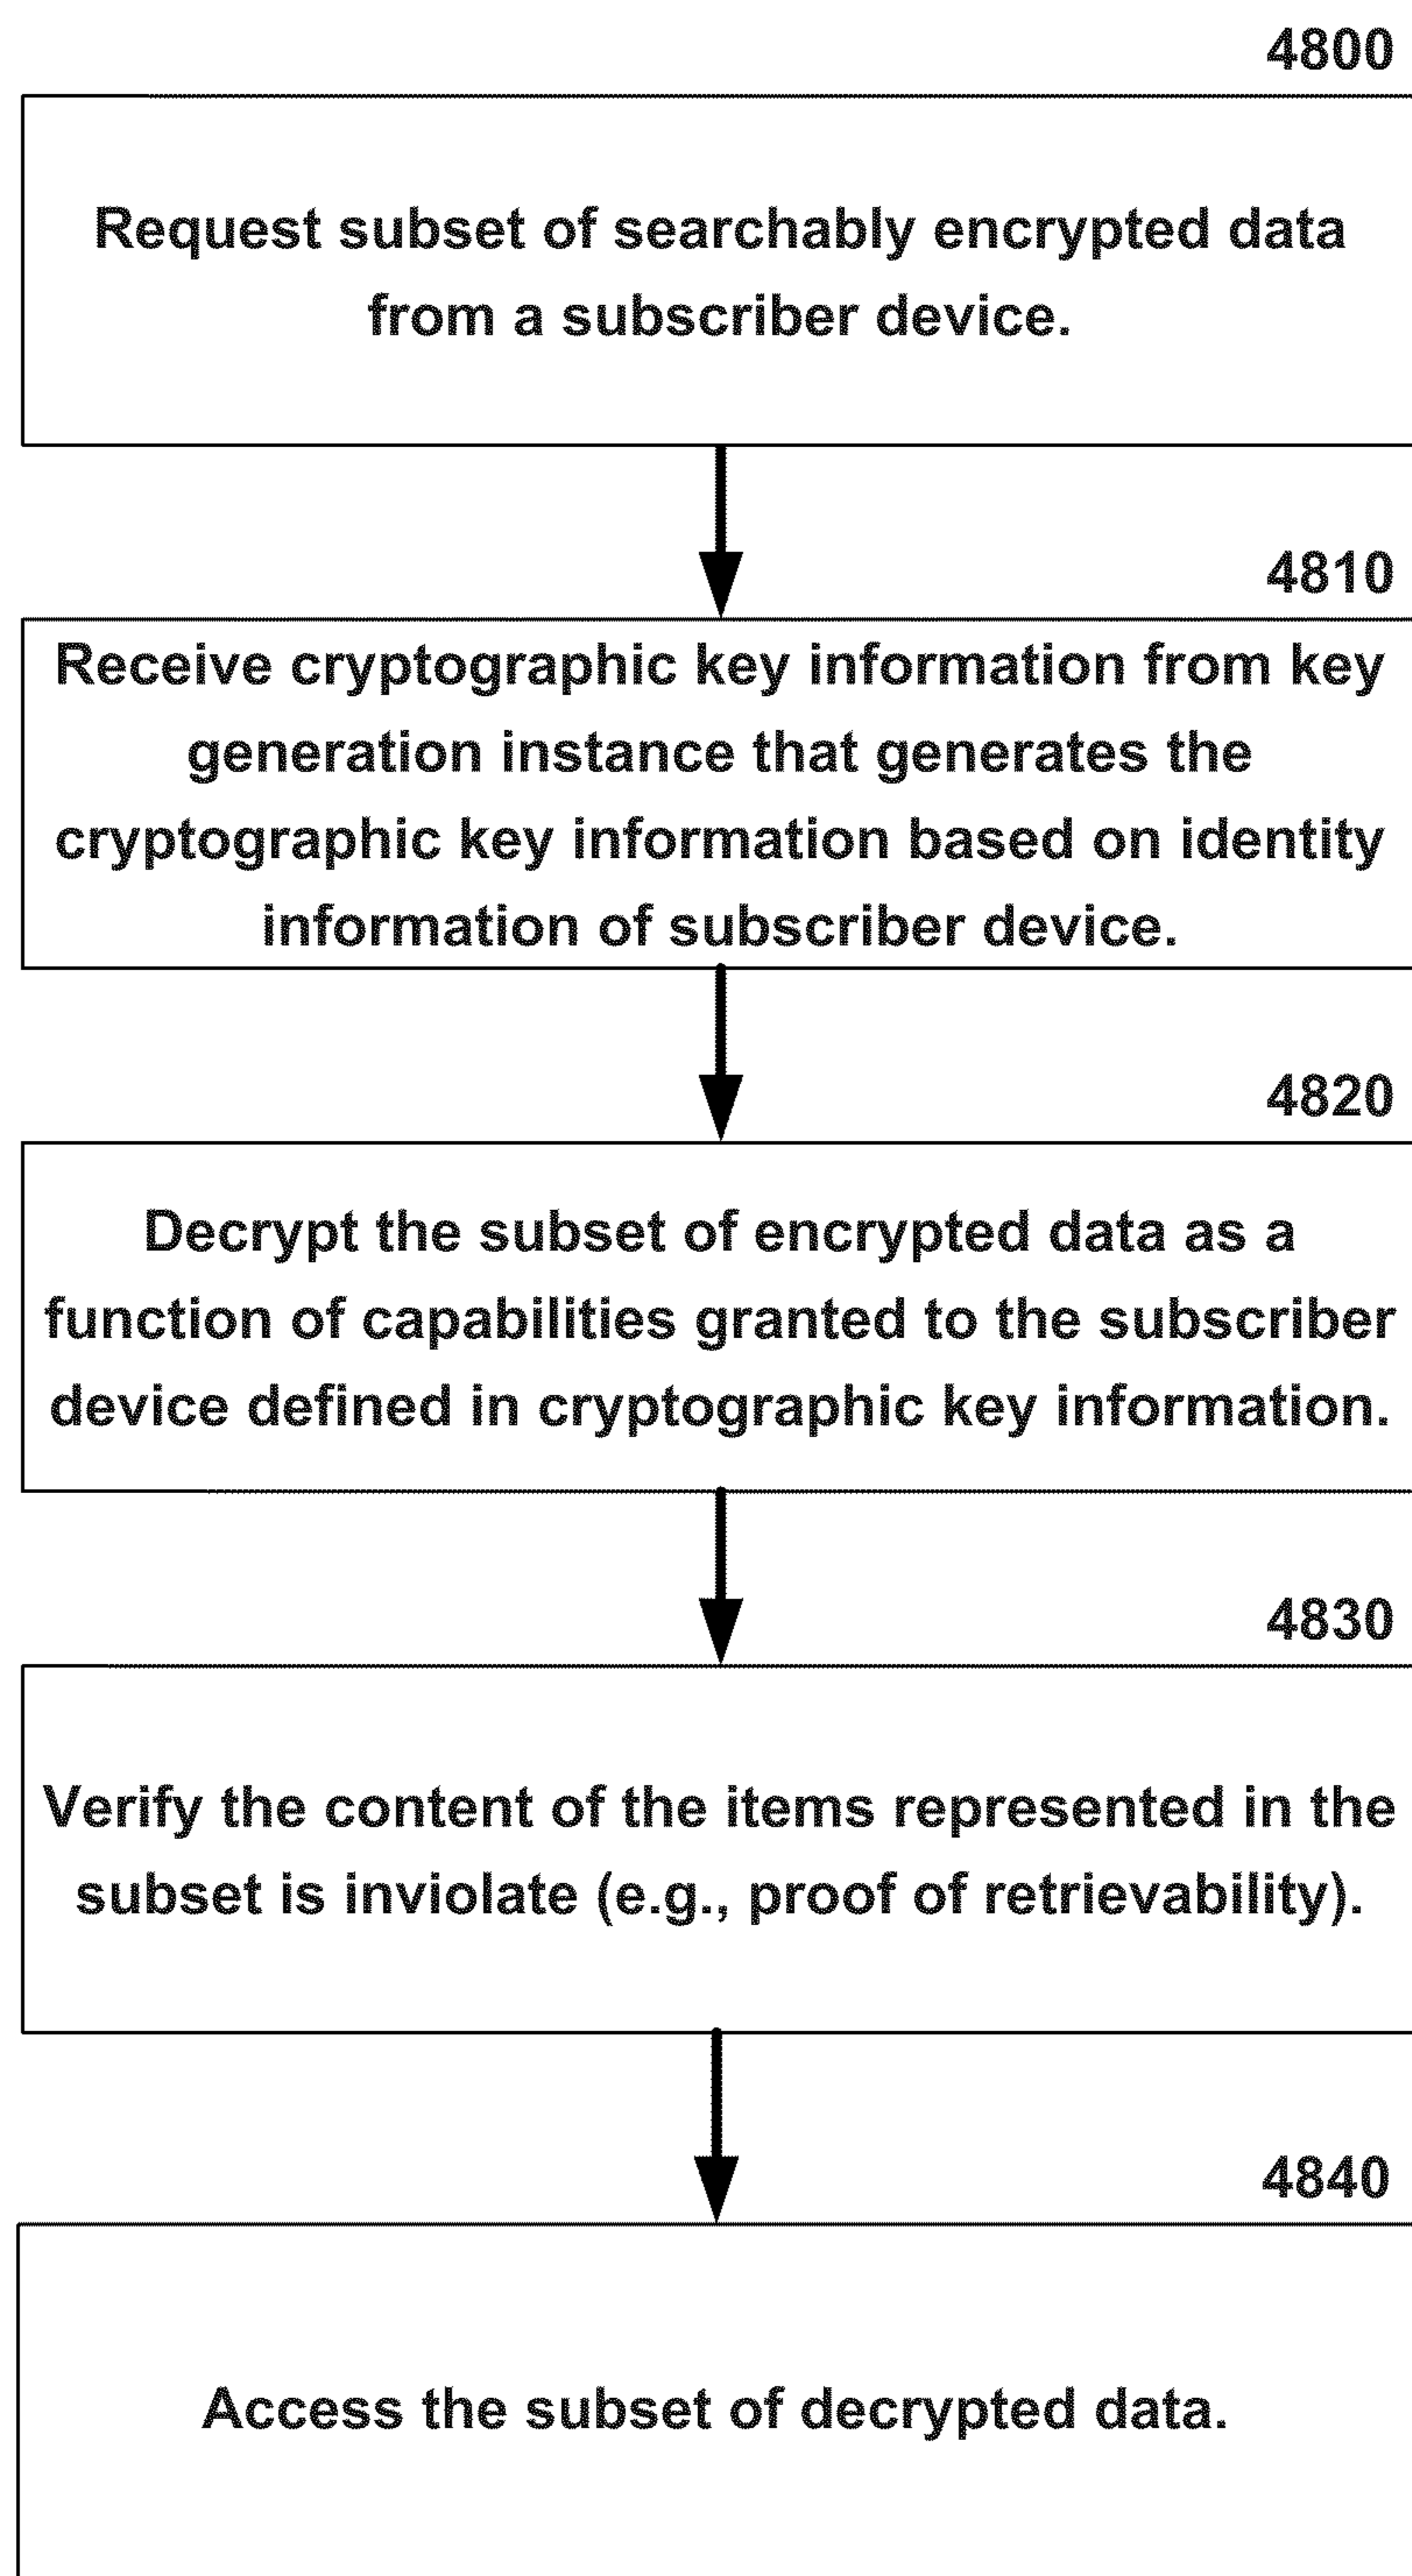 4800
Request subset of searchably encrypted data
from a subscriber device.
4810
Receive cryptographic key information from key
generation instance that generates the
cryptographic key information based on identity
information of subscriber device.
4820
Decrypt the subset of encrypted data as a
function of capabilities granted to the subscriber
device defined in cryptographic key information.
4830
Verify the content of the items represented in the
subset is inviolate (e.g., proof of retrievability).
4840
Access the subset of decrypted data.